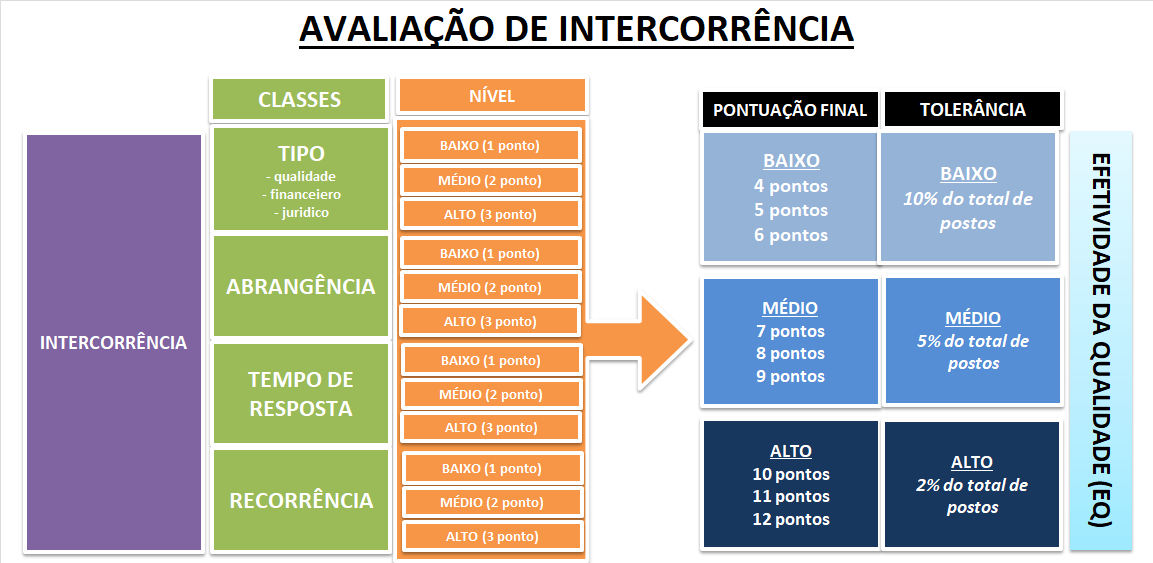 AVALIAÇÃO DE INTERCORRÊNCIA
INTERCORRÊNCIA
CLASSES
TIPO
- qualidade
- financeiero
- juridico
ABRANGÊNCIA
TEMPO DE
RESPOSTA
RECORRÊNCIA
NÍVEL
BAIXO (1 ponto)
MÉDIO (2 ponto)
ALTO (3 ponto)
BAIXO (1 ponto)
MÉDIO (2 ponto)
ALTO (3 ponto)
BAIXO (1 ponto)
MÉDIO (2 ponto)
ALTO (3 ponto)
BAIXO (1 ponto)
MÉDIO (2 ponto)
ALTO (3 ponto)
PONTUAÇÃO FINAL
TOLERÂNCIA
BAIXO
4 pontos
5 pontos
6 pontos
BAIXO
10% do total de
postos
MÉDIO
7 pontos
8 pontos
9 pontos
MÉDIO
5% do total de
postos
ALTO
10 pontos
11 pontos
12 pontos
ALTO
2% do total de
postos
EFETIVIDADE DA QUALIDADE (EQ)